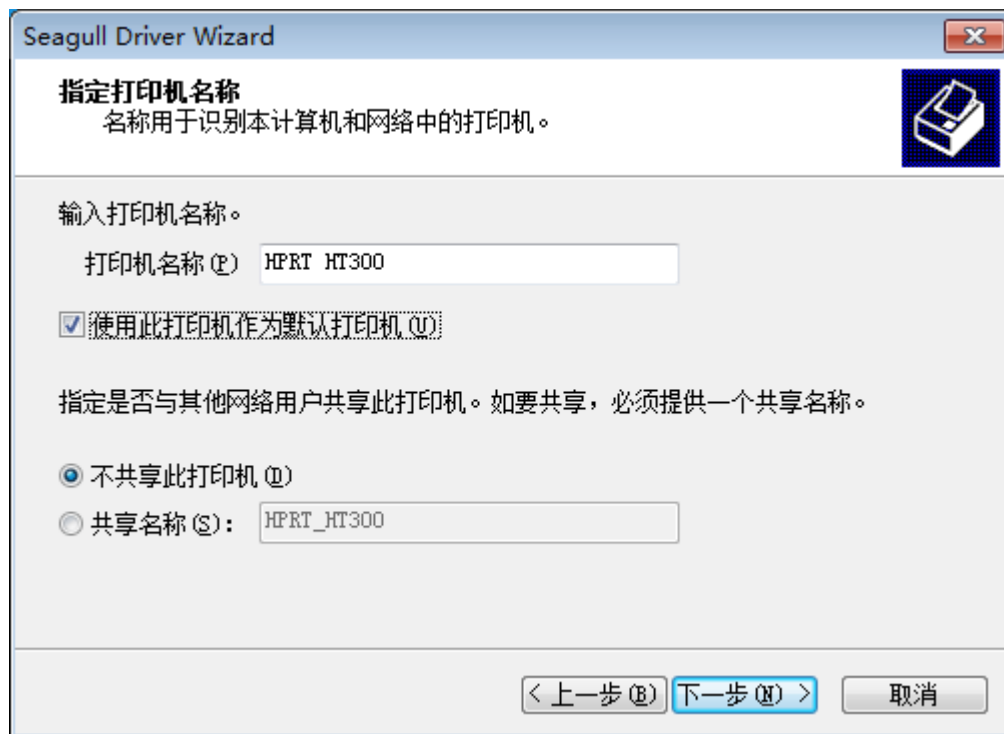 Seagull Driver Wizard
指定打印机名称
名称用于识别本计算机和网络中的打印机。
输入打印机名称。
打印机名称(P) HPRT HT300
使用此打印机作为默认打印机(U)
指定是否与其他网络用户共享此打印机。如要共享，必须提供一个共享名称。
不共享此打印机(D)
共享名称(S)： HPRT_HT300
< 上一步(B) 下一步(N) > 取消